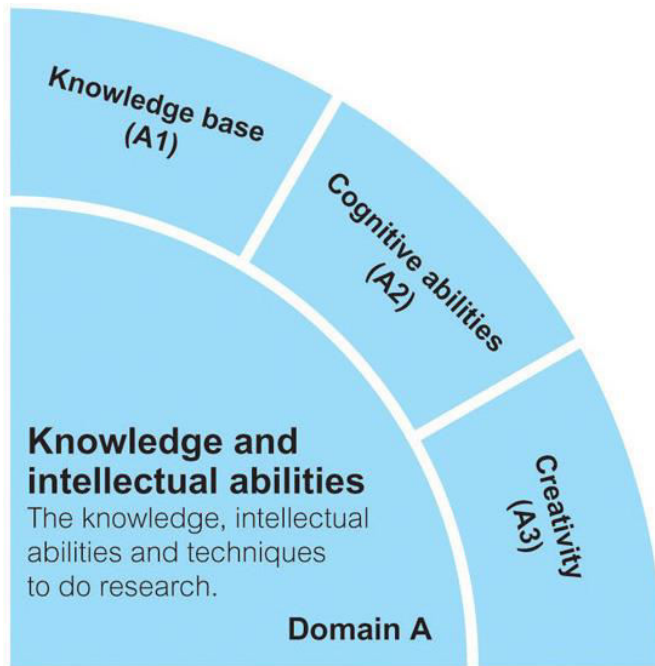 Knowledge base
(A1)
Cognitive abilities
(A2)
Creativity
(A3)
Knowledge and
intellectual abilities
The knowledge, intellectual
abilities and techniques
to do research.
Domain A